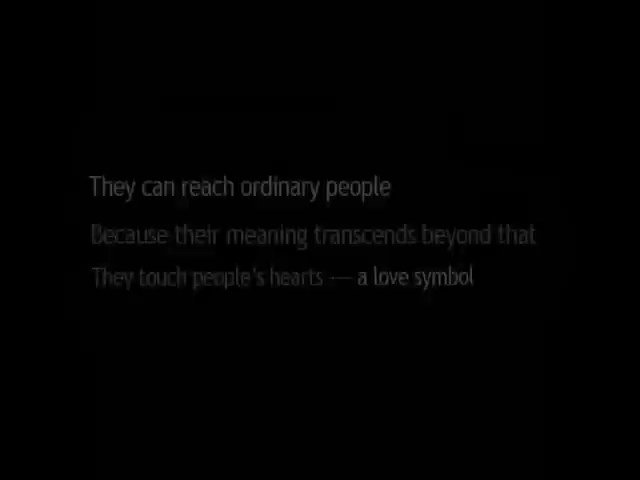 They can reach ordinary people
Because their meaning transcends beyond that
They touch people's hearts — a love symbol